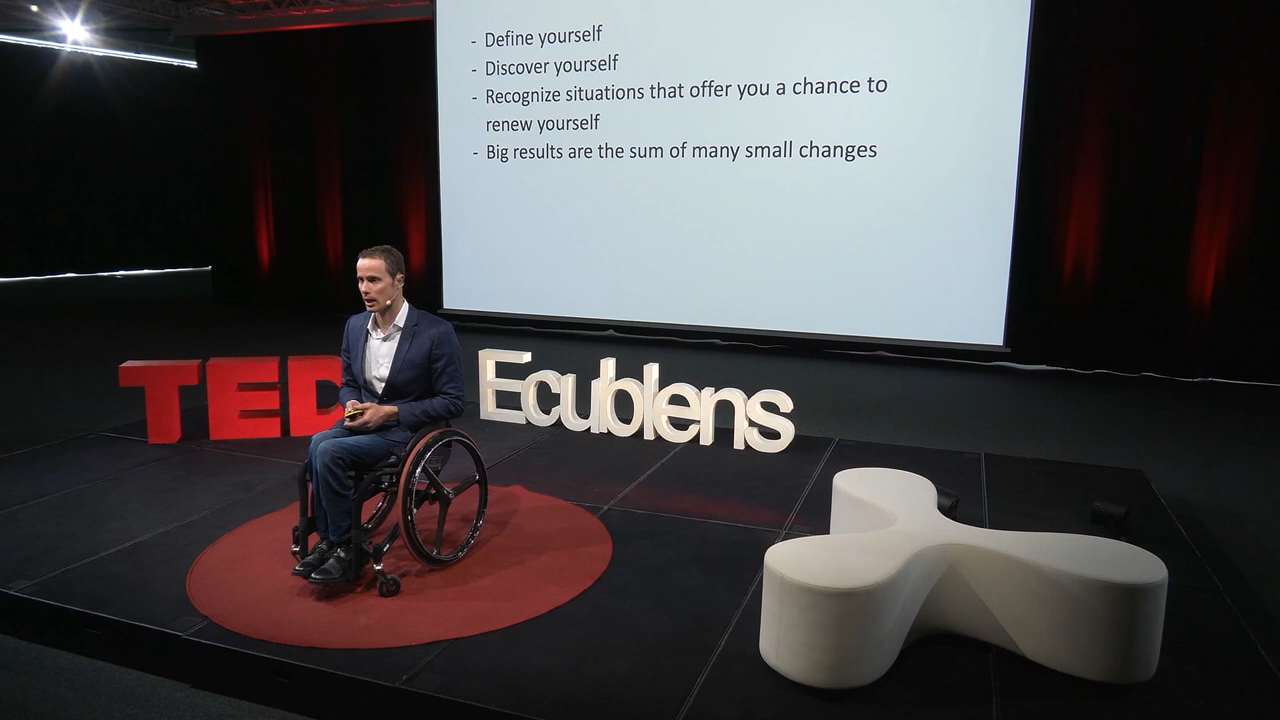 - Define yourself
- Discover yourself
- Recognize situations that offer you a chance to
renew yourself
- Big results are the sum of many small changes
TED
Ecublens